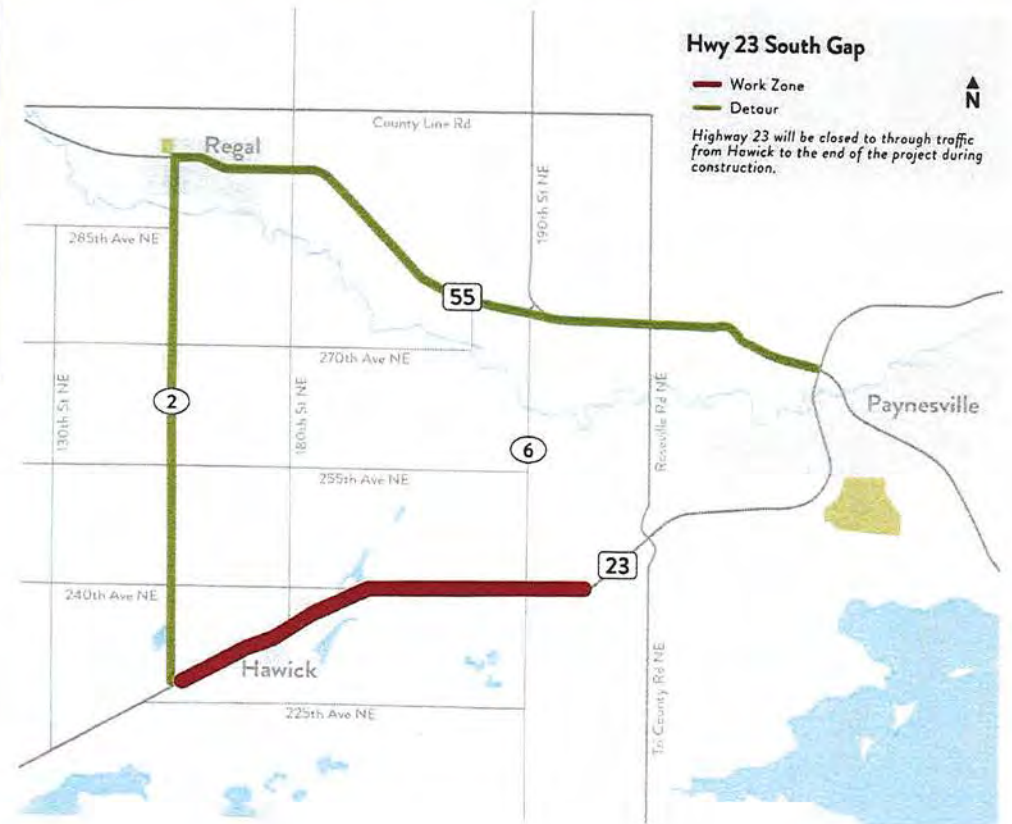 Hwy 23 South Gap
Work Zone
Detour
N
Highway 23 will be closed to through traffic
from Hawick to the end of the project during
construction.
County Line Rd
Regal
190th St NE
285th Ave NE
55
270th Ave NE
130th St NE
2
180th St NE
Roseville Rd NE
Paynesville
6
255th Ave NE
23
240th Ave NE
Hawick
225th Ave NE
Tri County Rd NE